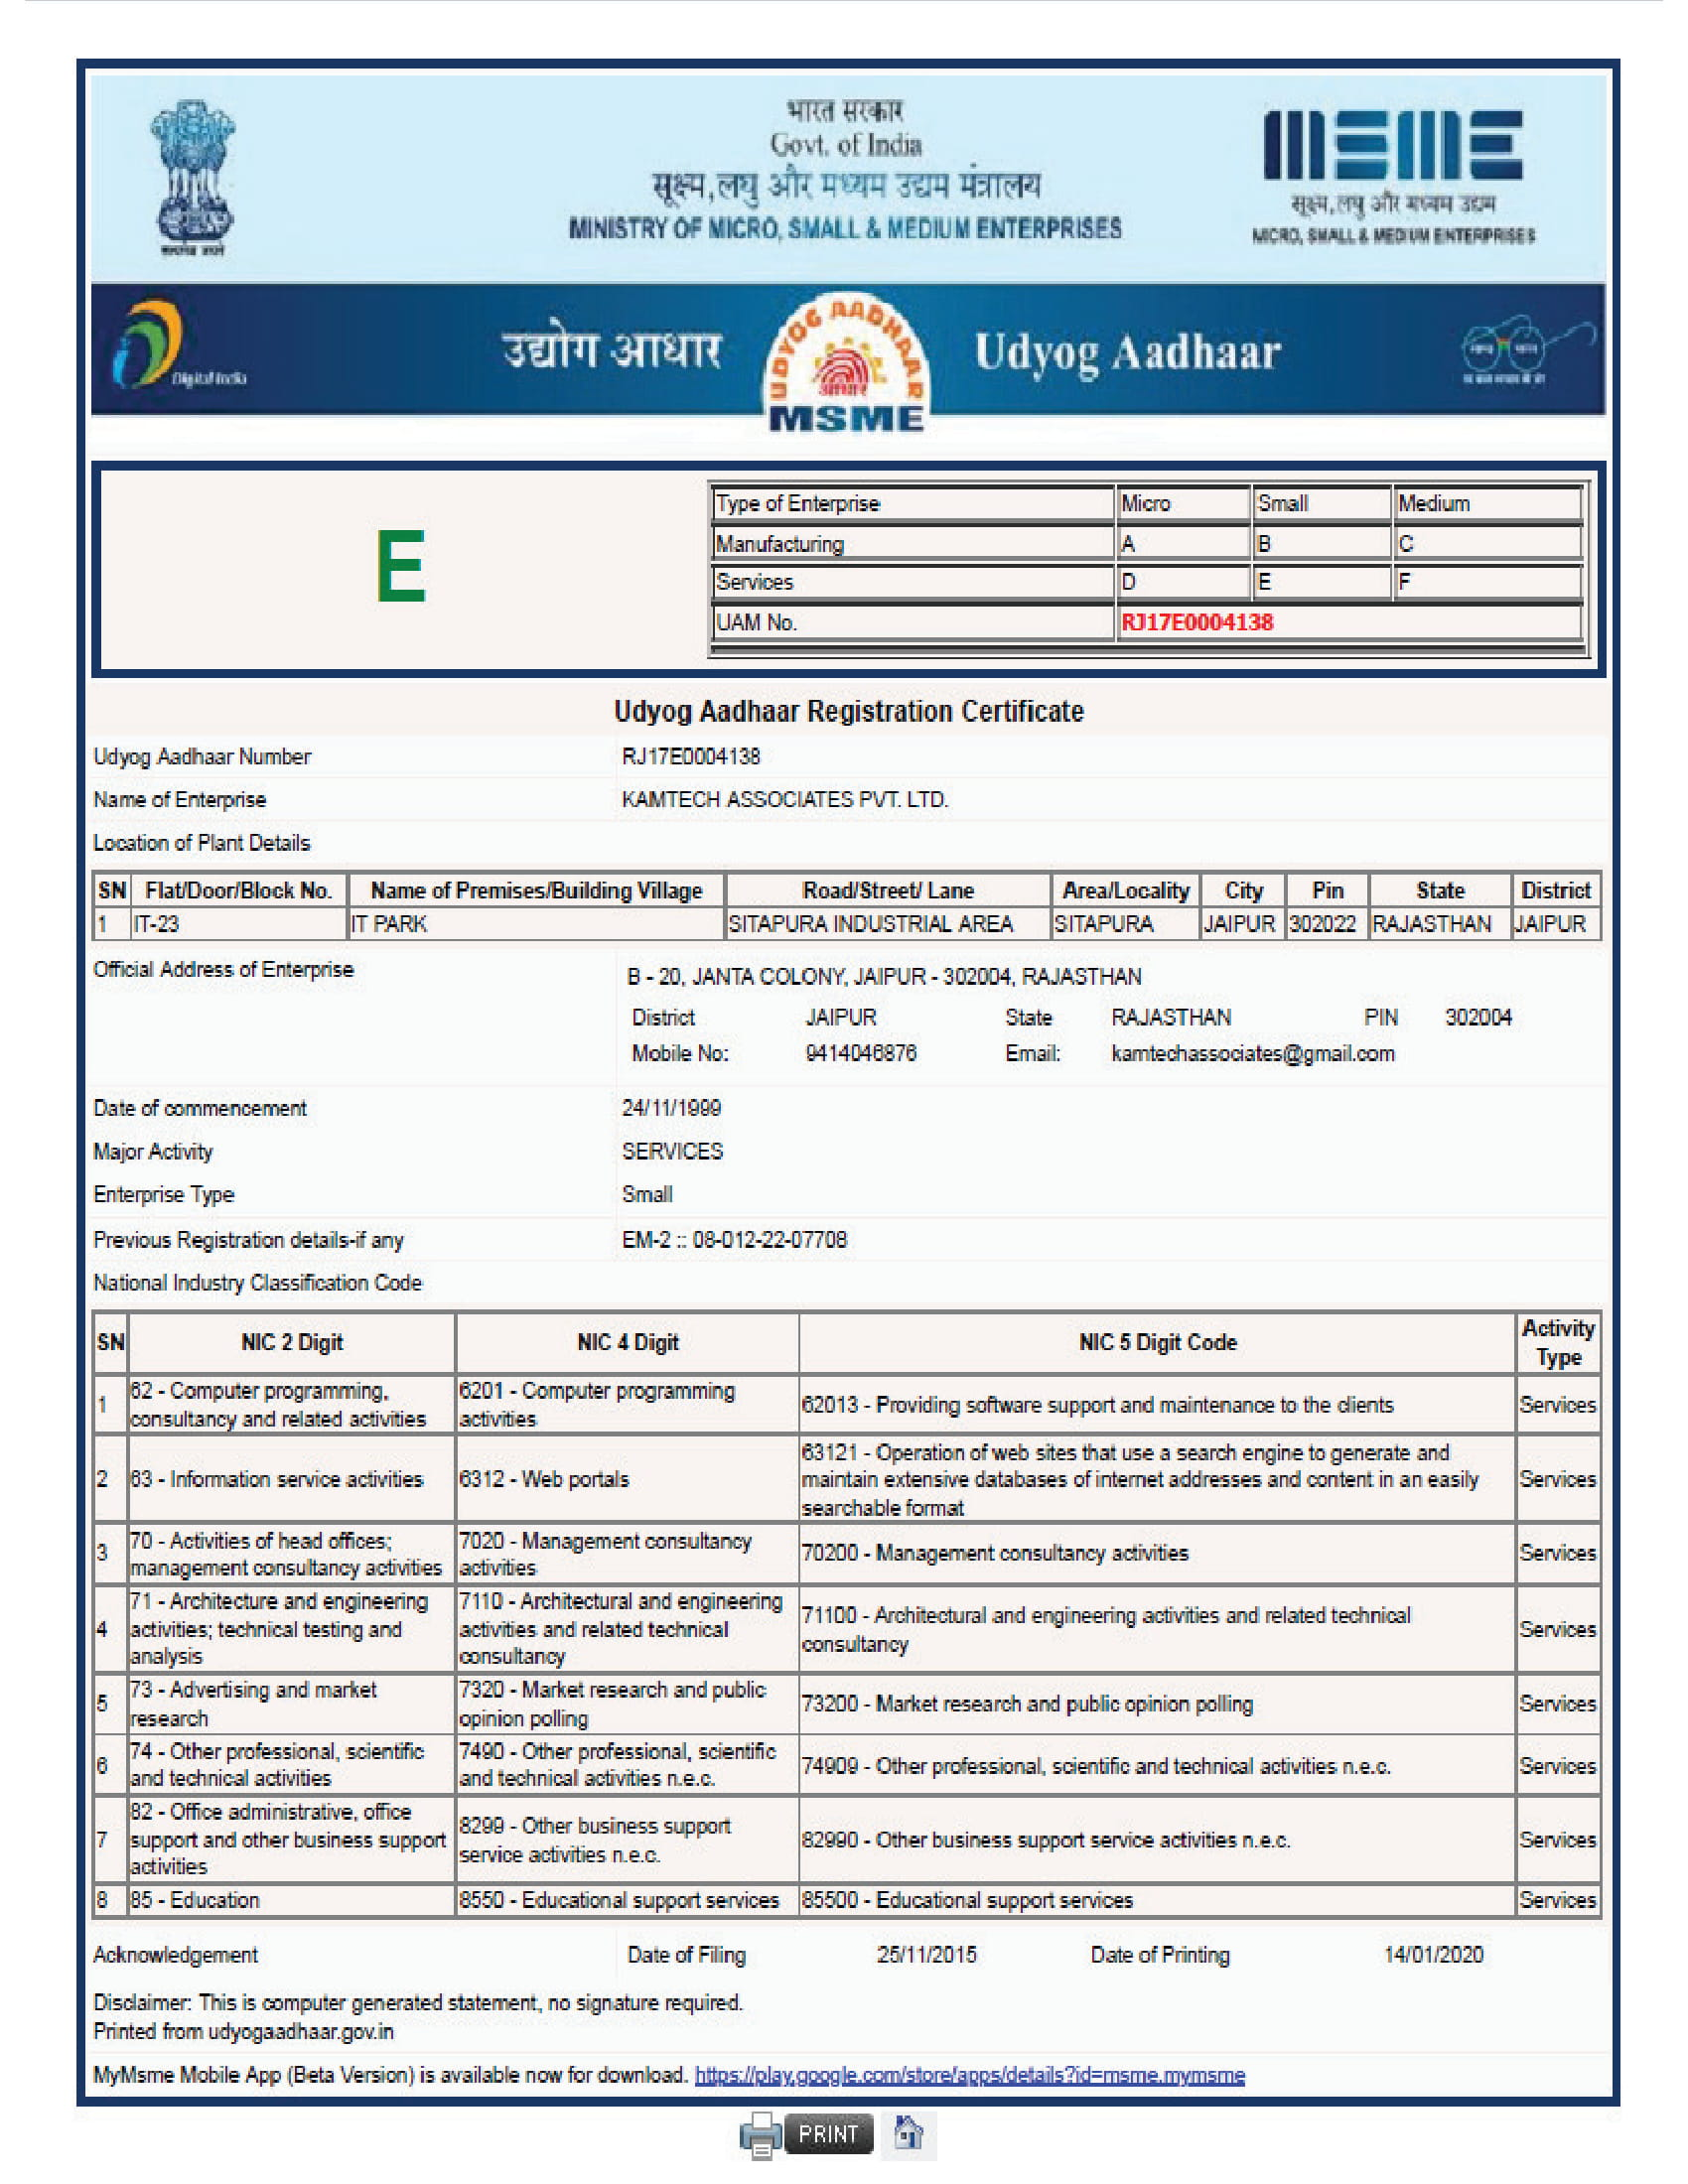 भारत सरकार
Govt. of India
सूक्ष्म,लघु और मध्यम उद्यम मंत्रालय
MINISTRY OF MICRO, SMALL & MEDIUM ENTERPRISES
सत्यमेव जयते
MSME
सूक्ष्म,लघु और मध्यम उद्यम
MICRO, SMALL & MEDIUM ENTERPRISES
Digital India
उद्योग आधार
UDYOG AADHAAR
आधार
MSME
Udyog Aadhaar
E
Type of Enterprise Micro Small Medium
Manufacturing A B C
Services D E F
UAM No. RJ17E0004138
Udyog Aadhaar Registration Certificate
Udyog Aadhaar Number RJ17E0004138
Name of Enterprise KAMTECH ASSOCIATES PVT. LTD.
Location of Plant Details
SN Flat/Door/Block No. Name of Premises/Building Village Road/Street/ Lane Area/Locality City Pin State District
1 IT-23 IT PARK SITAPURA INDUSTRIAL AREA SITAPURA JAIPUR 302022 RAJASTHAN JAIPUR
Official Address of Enterprise B - 20, JANTA COLONY, JAIPUR - 302004, RAJASTHAN
District JAIPUR State RAJASTHAN PIN 302004
Mobile No: 9414046876 Email: kamtechassociates@gmail.com
Date of commencement 24/11/1999
Major Activity SERVICES
Enterprise Type Small
Previous Registration details-if any EM-2 :: 08-012-22-07708
National Industry Classification Code
SN NIC 2 Digit NIC 4 Digit NIC 5 Digit Code Activity Type
1 62 - Computer programming, consultancy and related activities 6201 - Computer programming activities 62013 - Providing software support and maintenance to the clients Services
2 63 - Information service activities 6312 - Web portals 63121 - Operation of web sites that use a search engine to generate and maintain extensive databases of internet addresses and content in an easily searchable format Services
3 70 - Activities of head offices; management consultancy activities 7020 - Management consultancy activities 70200 - Management consultancy activities Services
4 71 - Architecture and engineering activities; technical testing and analysis 7110 - Architectural and engineering activities and related technical consultancy 71100 - Architectural and engineering activities and related technical consultancy Services
5 73 - Advertising and market research 7320 - Market research and public opinion polling 73200 - Market research and public opinion polling Services
6 74 - Other professional, scientific and technical activities 7490 - Other professional, scientific and technical activities n.e.c. 74909 - Other professional, scientific and technical activities n.e.c. Services
7 82 - Office administrative, office support and other business support activities 8299 - Other business support service activities n.e.c. 82990 - Other business support service activities n.e.c. Services
8 85 - Education 8550 - Educational support services 85500 - Educational support services Services
Acknowledgement Date of Filing 25/11/2015 Date of Printing 14/01/2020
Disclaimer: This is computer generated statement, no signature required.
Printed from udyogaadhaar.gov.in
MyMsme Mobile App (Beta Version) is available now for download. https://play.google.com/store/apps/details?id=msme.mymsme
PRINT